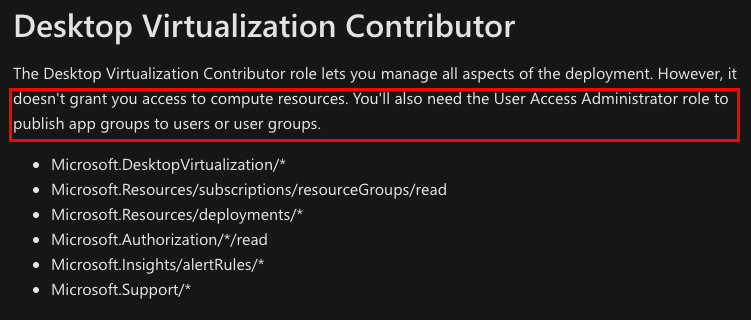 Desktop Virtualization Contributor
The Desktop Virtualization Contributor role lets you manage all aspects of the deployment. However, it
doesn't grant you access to compute resources. You'll also need the User Access Administrator role to
publish app groups to users or user groups.
• Microsoft.DesktopVirtualization/*
• Microsoft.Resources/subscriptions/resourceGroups/read
• Microsoft.Resources/deployments/*
• Microsoft.Authorization/*/read
• Microsoft.Insights/alertRules/*
• Microsoft.Support/*